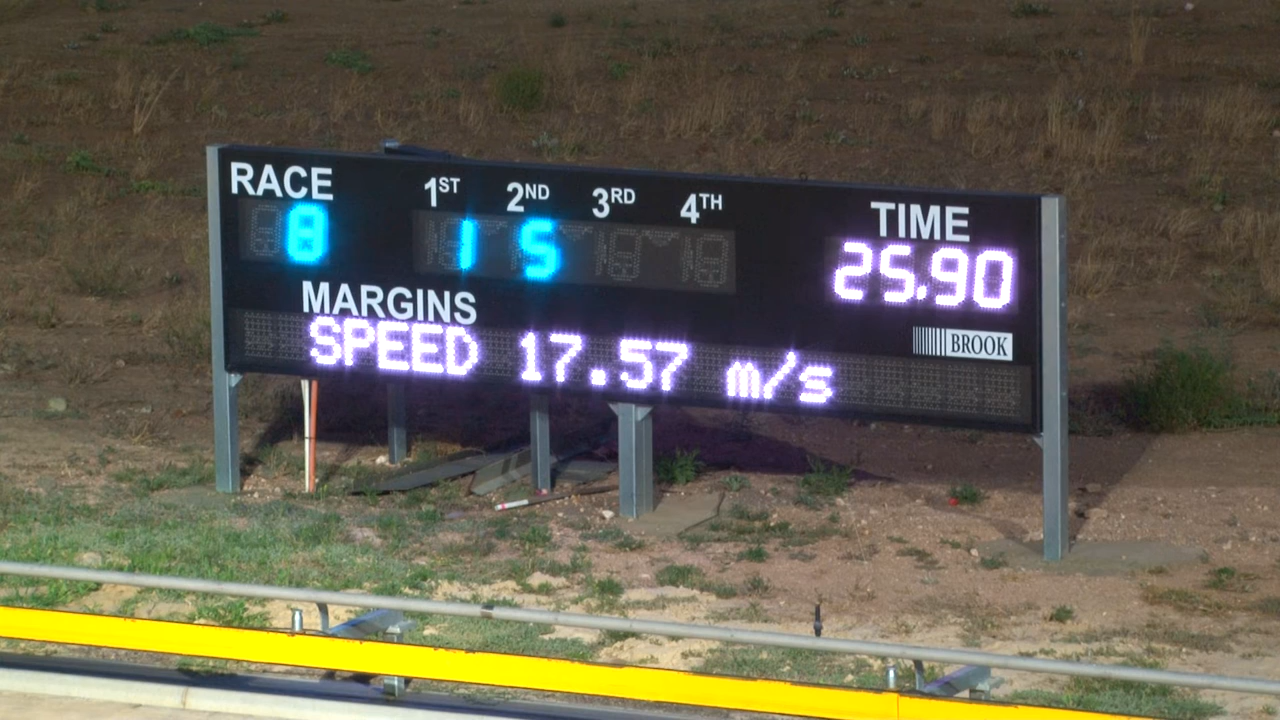 RACE 1ST 2ND 3RD 4TH TIME
8 1 5 25.90
MARGINS
BROOK
SPEED 17.57 m/s